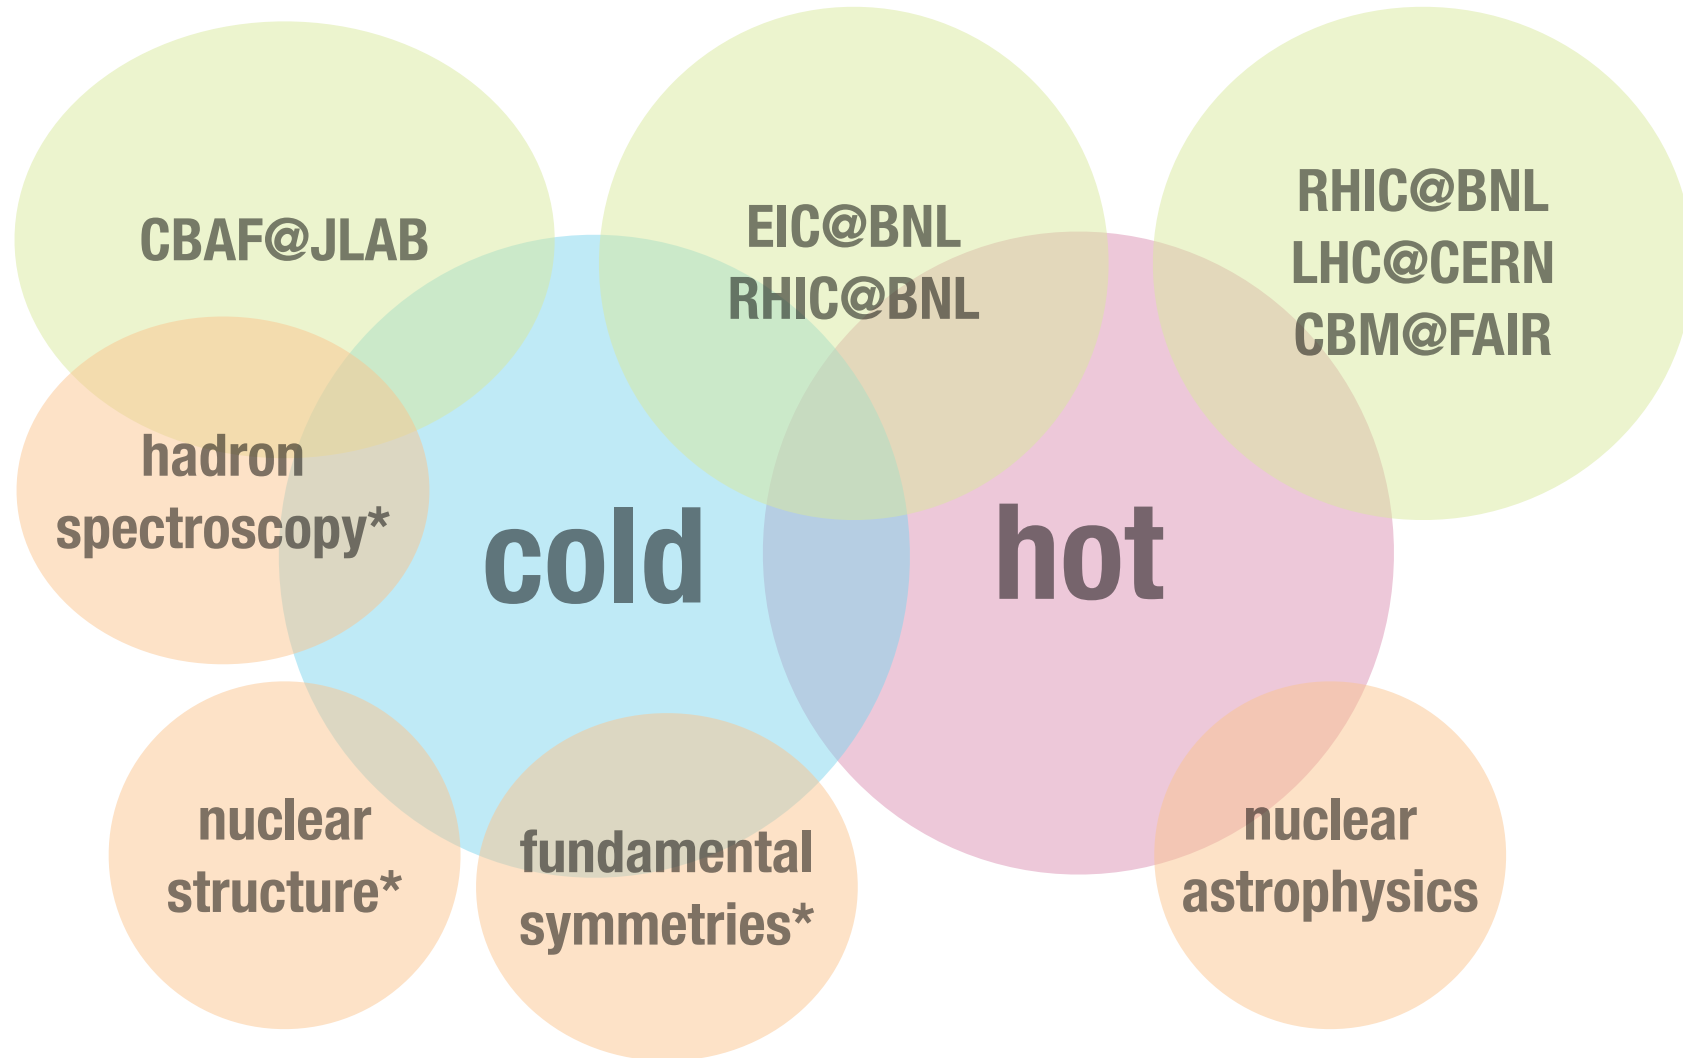 CBAF@JLAB
EIC@BNL
RHIC@BNL
RHIC@BNL
LHC@CERN
CBM@FAIR
hadron
spectroscopy*
cold
hot
nuclear
structure*
fundamental
symmetries*
nuclear
astrophysics